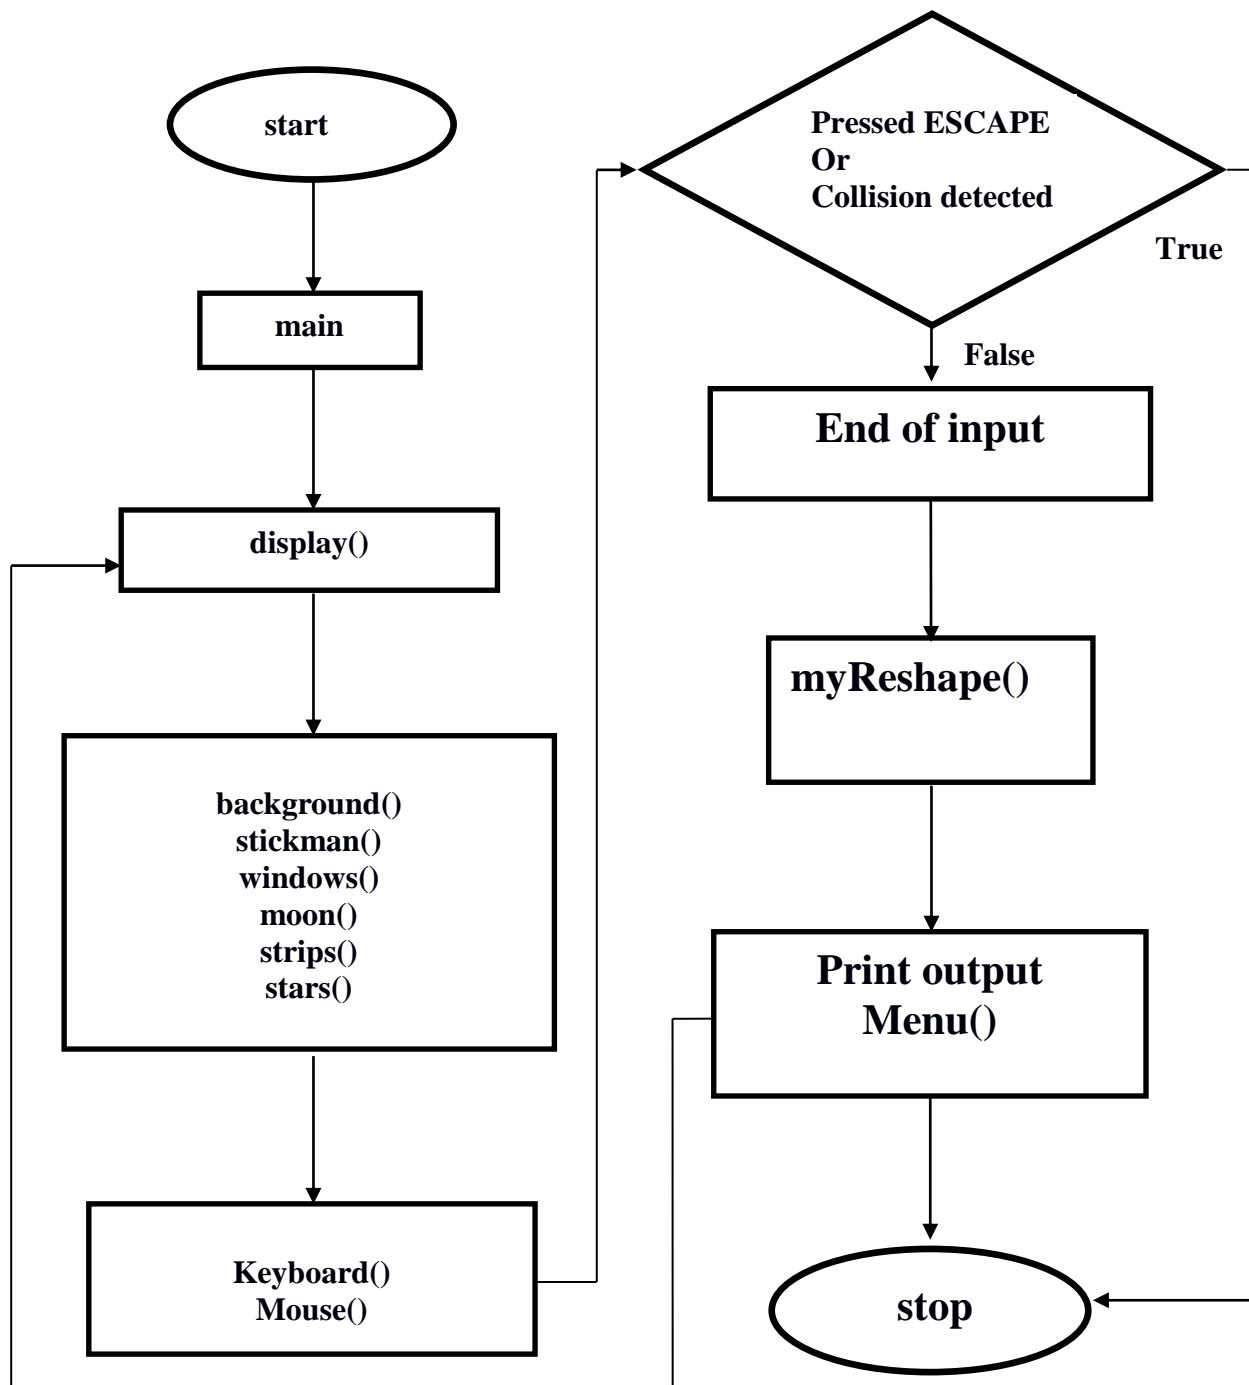 start
main
display()
background()
stickman()
windows()
moon()
strips()
stars()
Keyboard()
Mouse()
Pressed ESCAPE
Or
Collision detected
True
False
End of input
myReshape()
Print output
Menu()
stop